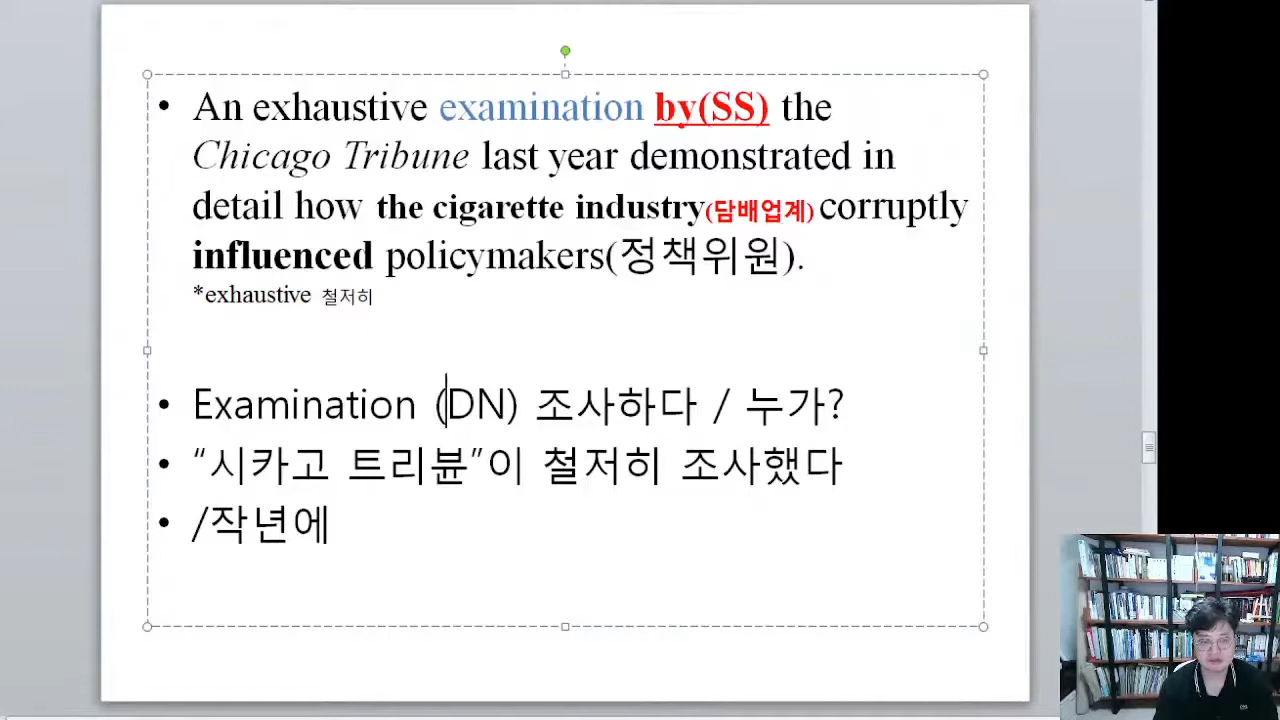 • An exhaustive examination by(SS) the
Chicago Tribune last year demonstrated in
detail how the cigarette industry(담배업계) corruptly
influenced policymakers(정책위원).
*exhaustive 철저히
• Examination (DN) 조사하다 / 누가?
• “시카고 트리뷴”이 철저히 조사했다
• /작년에